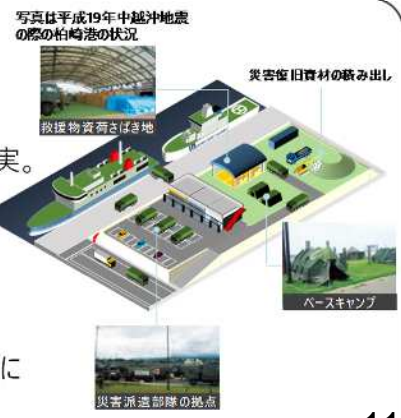 写真は平成19年中越沖地震
の際の柏崎港の状況
災害復旧資材の積み出し
救援物資荷さばき地
実。
ベースキャンプ
に
災害派遣部隊の拠点